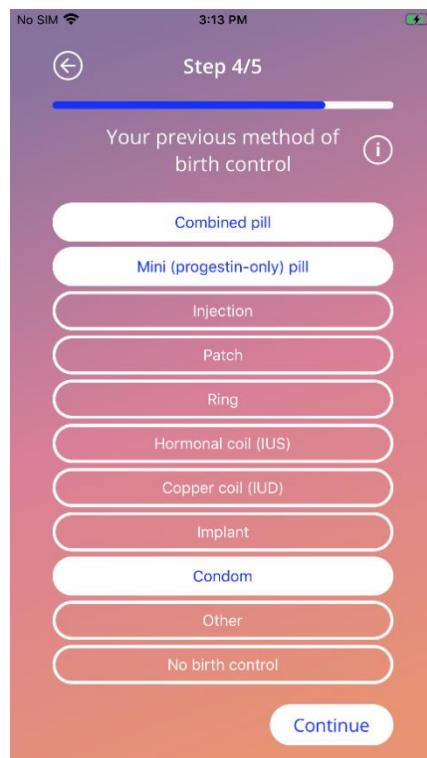 No SIM 3:13 PM
Step 4/5
Your previous method of
birth control
i
Combined pill
Mini (progestin-only) pill
Injection
Patch
Ring
Hormonal coil (IUS)
Copper coil (IUD)
Implant
Condom
Other
No birth control
Continue